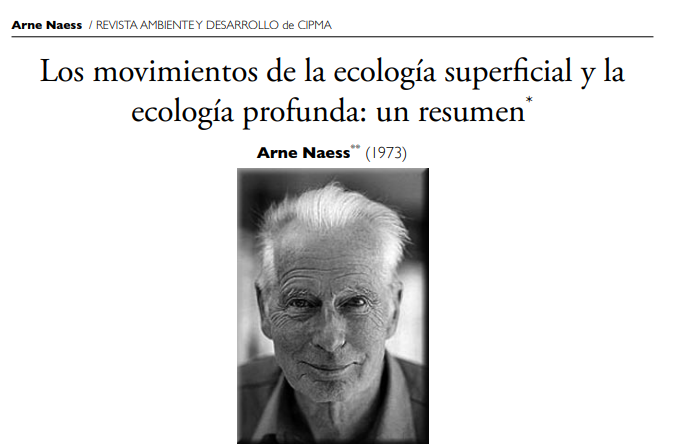 Arne Naess / REVISTA AMBIENTE Y DESARROLLO de CIPMA
Los movimientos de la ecología superficial y la
ecología profunda: un resumen*
Arne Naess** (1973)